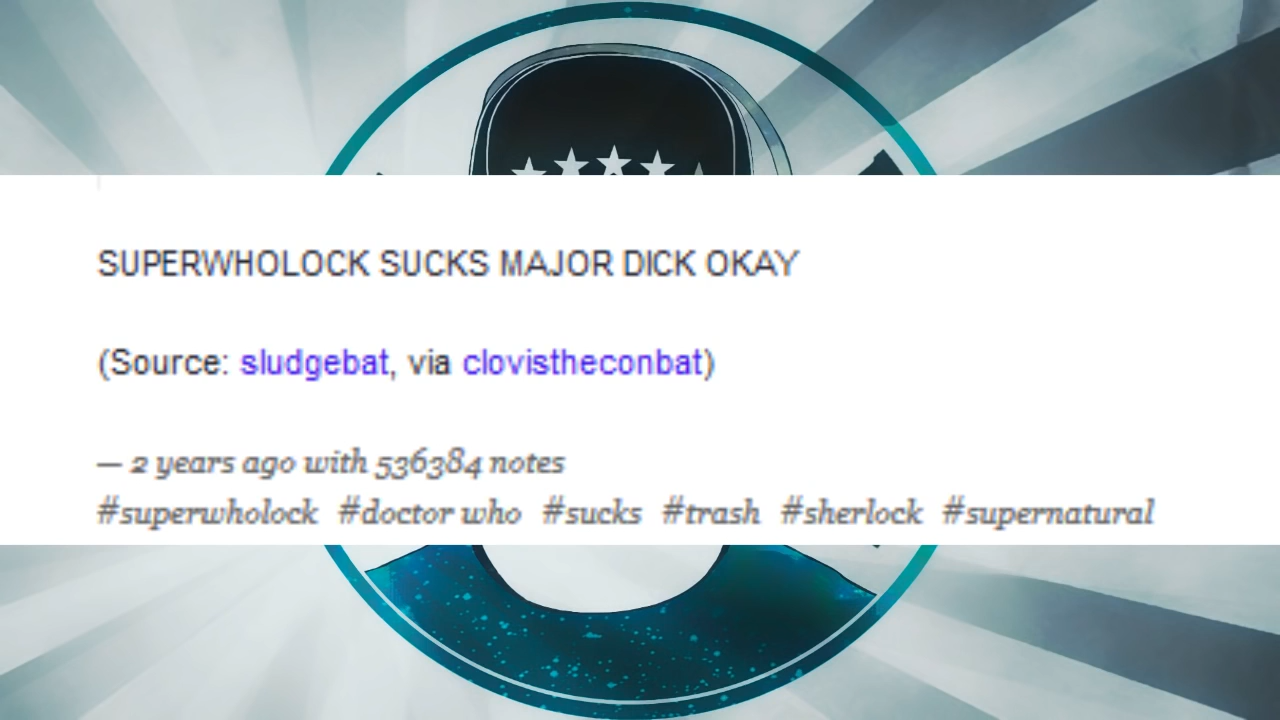 SUPERWHOLOCK SUCKS MAJOR DICK OKAY
(Source: sludgebat, via clovistheconbat)
— 2 years ago with 536384 notes
#superwholock #doctor who #sucks #trash #sherlock #supernatural